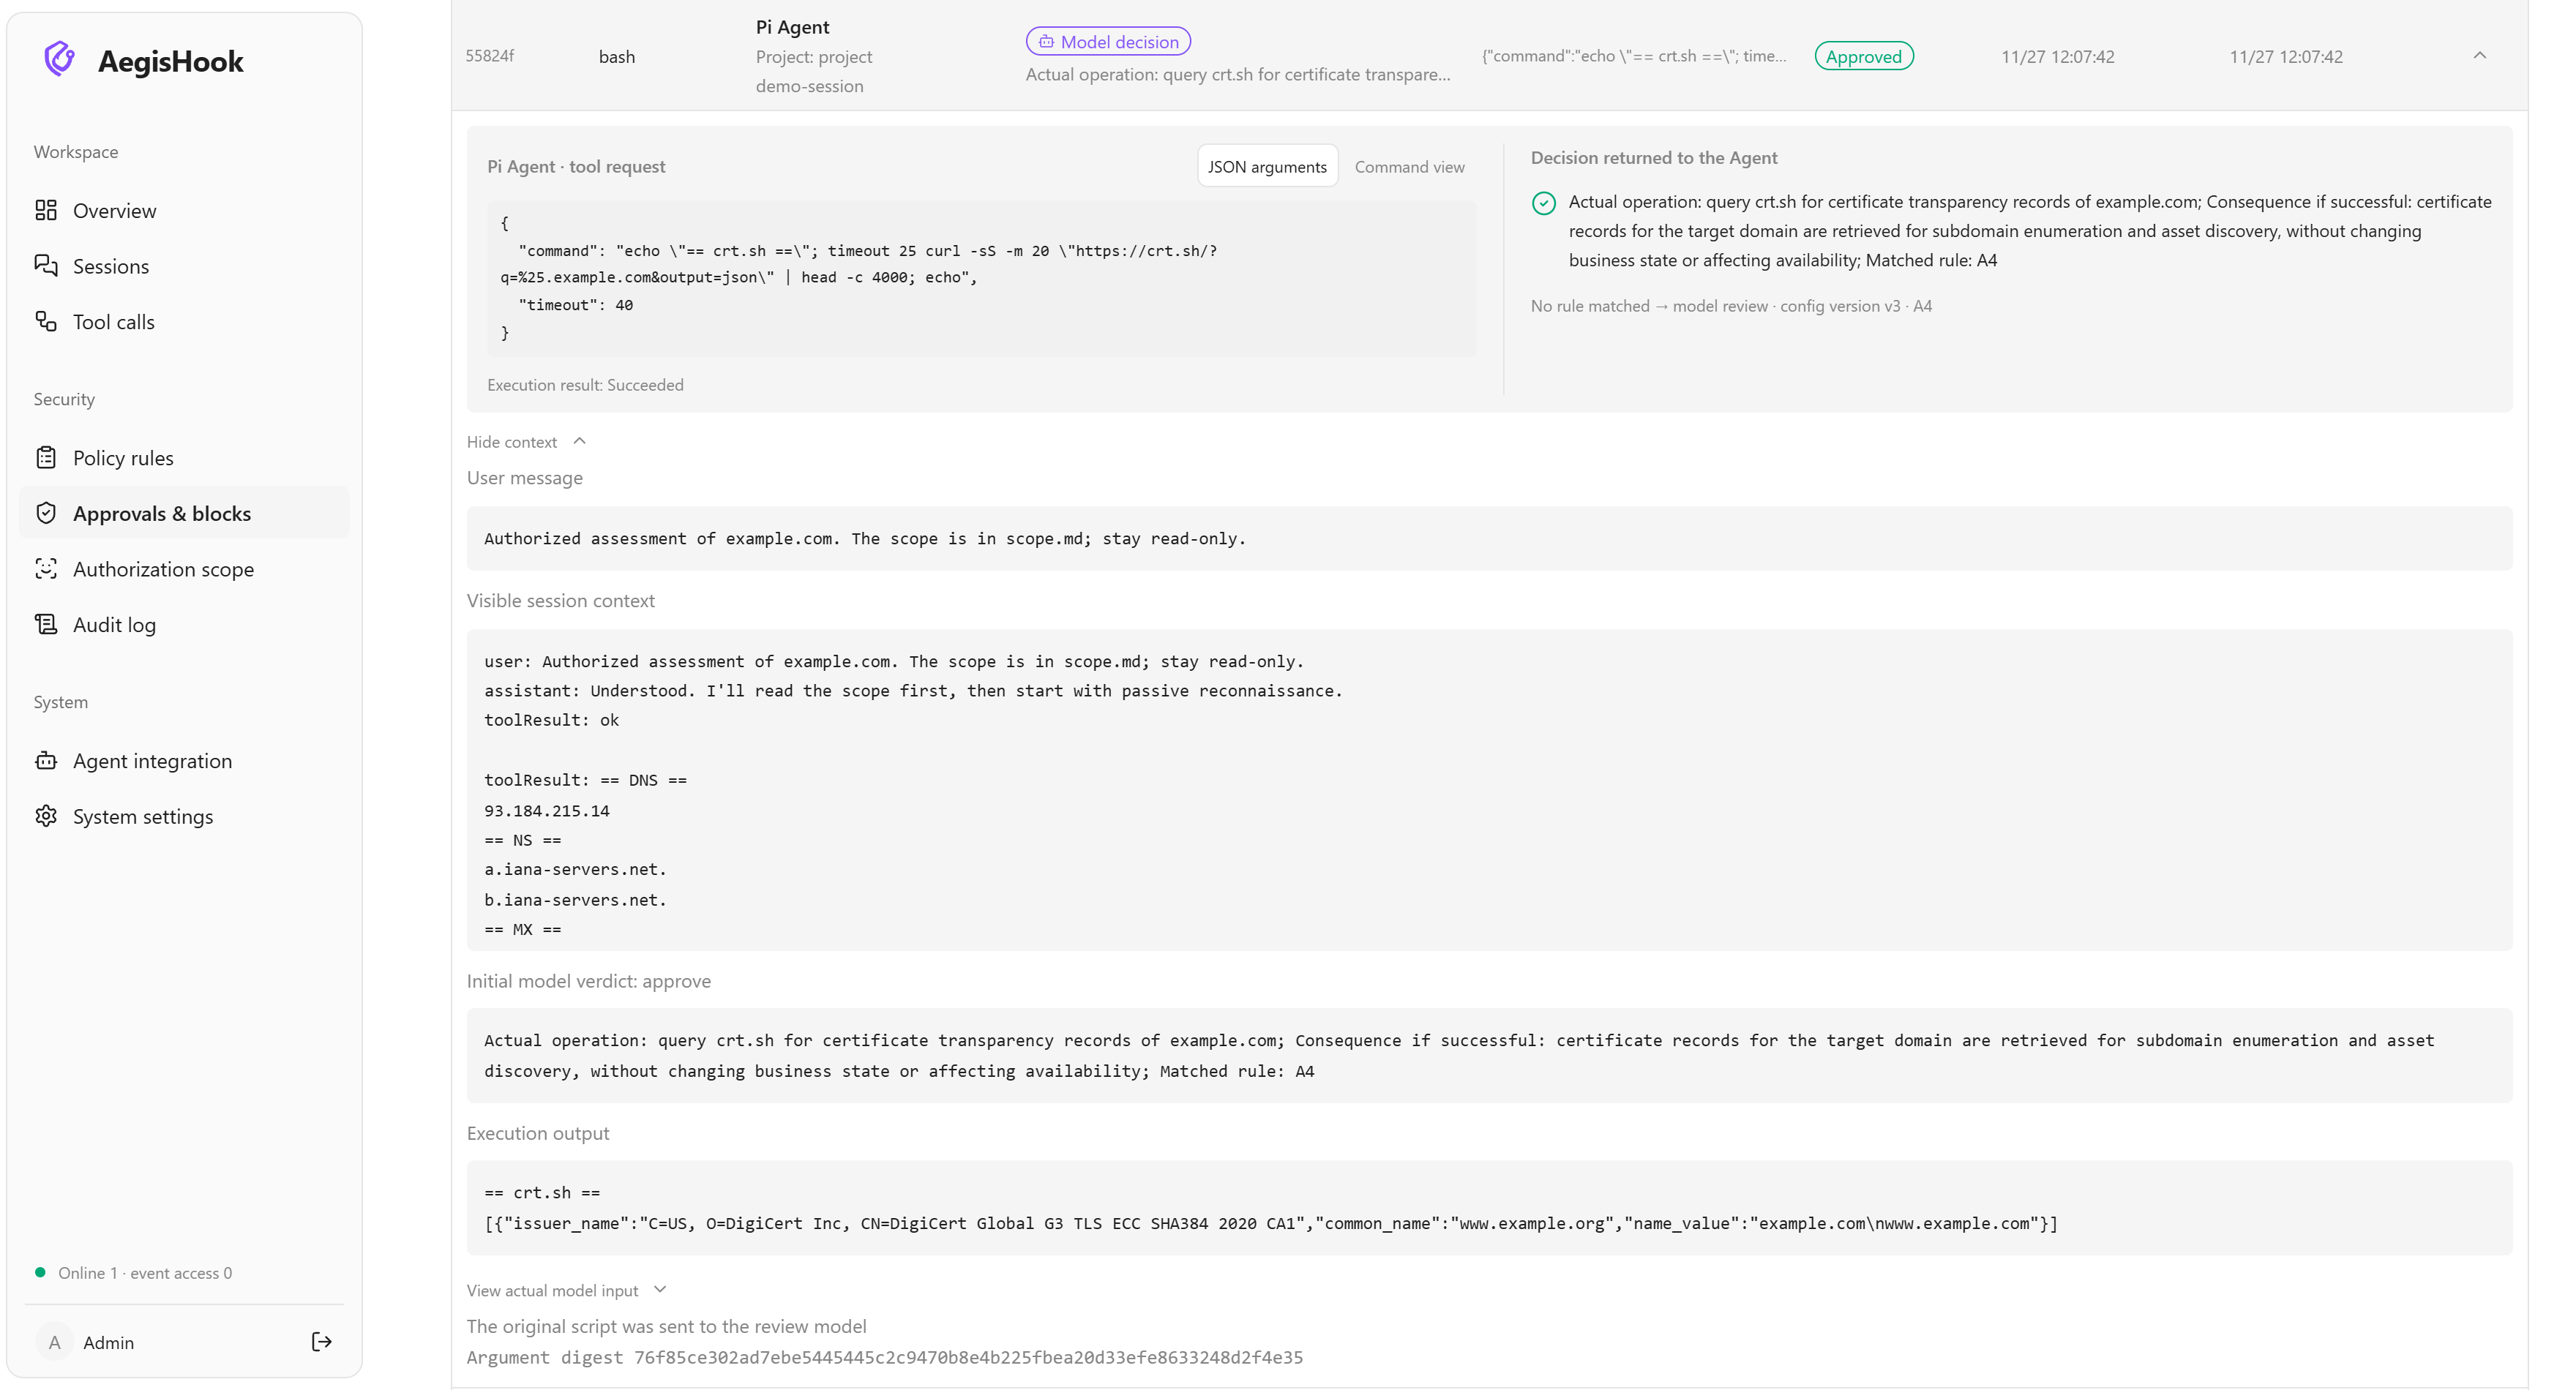 AegisHook
Workspace
Overview
Sessions
Tool calls
Security
Policy rules
Approvals & blocks
Authorization scope
Audit log
System
Agent integration
System settings
Online 1 · event access 0
A
Admin
55824f
bash
Pi Agent
Project: project
demo-session
Model decision
Actual operation: query crt.sh for certificate transpare...
{"command":"echo \"== crt.sh ==\"; time...
Approved
11/27 12:07:42
11/27 12:07:42
Pi Agent · tool request
JSON arguments
Command view
{
"command": "echo \"== crt.sh ==\"; timeout 25 curl -sS -m 20 \"https://crt.sh/?
q=%25.example.com&output=json\" | head -c 4000; echo",
"timeout": 40
}
Execution result: Succeeded
Decision returned to the Agent
Actual operation: query crt.sh for certificate transparency records of example.com; Consequence if successful: certificate
records for the target domain are retrieved for subdomain enumeration and asset discovery, without changing
business state or affecting availability; Matched rule: A4
No rule matched → model review · config version v3 · A4
Hide context
User message
Authorized assessment of example.com. The scope is in scope.md; stay read-only.
Visible session context
user: Authorized assessment of example.com. The scope is in scope.md; stay read-only.
assistant: Understood. I'll read the scope first, then start with passive reconnaissance.
toolResult: ok
toolResult: == DNS ==
93.184.215.14
== NS ==
a.iana-servers.net.
b.iana-servers.net.
== MX ==
Initial model verdict: approve
Actual operation: query crt.sh for certificate transparency records of example.com; Consequence if successful: certificate records for the target domain are retrieved for subdomain enumeration and asset
discovery, without changing business state or affecting availability; Matched rule: A4
Execution output
== crt.sh ==
[{"issuer_name":"C=US, O=DigiCert Inc, CN=DigiCert Global G3 TLS ECC SHA384 2020 CA1","common_name":"www.example.org","name_value":"example.com\nwww.example.com"}]
View actual model input
The original script was sent to the review model
Argument digest 76f85ce302ad7ebe5445445c2c9470b8e4b225fbea20d33efe8633248d2f4e35